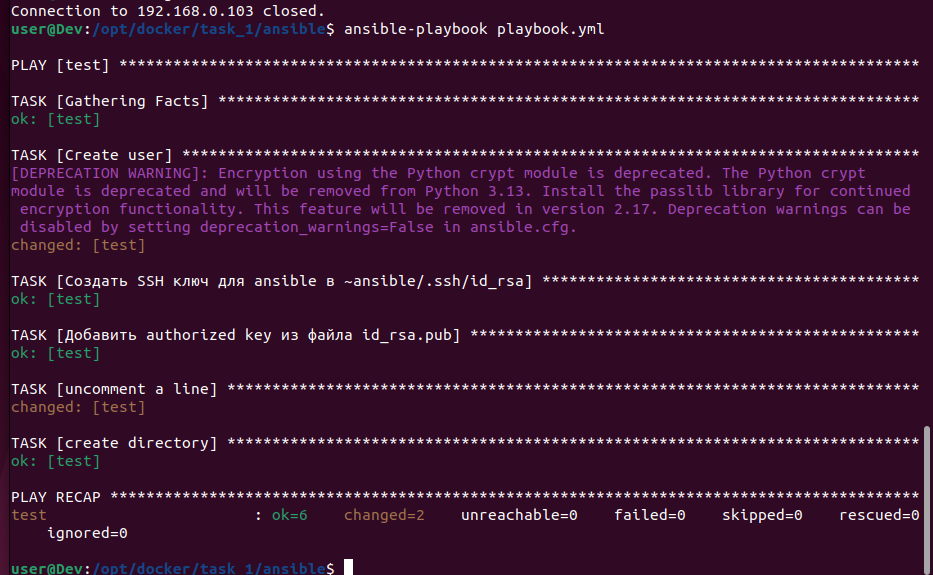 Connection to 192.168.0.103 closed.
user@Dev:/opt/docker/task_1/ansible$ ansible-playbook playbook.yml
PLAY [test] *****************************************************************************************
TASK [Gathering Facts] ******************************************************************************
ok: [test]
TASK [Create user] **********************************************************************************
[DEPRECATION WARNING]: Encryption using the Python crypt module is deprecated. The Python crypt
module is deprecated and will be removed from Python 3.13. Install the passlib library for continued
encryption functionality. This feature will be removed in version 2.17. Deprecation warnings can be
disabled by setting deprecation_warnings=False in ansible.cfg.
changed: [test]
TASK [Создать SSH ключ для ansible в ~ansible/.ssh/id_rsa] ******************************************
ok: [test]
TASK [Добавить authorized key из файла id_rsa.pub] **************************************************
ok: [test]
TASK [uncomment a line] *****************************************************************************
changed: [test]
TASK [create directory] *****************************************************************************
ok: [test]
PLAY RECAP ******************************************************************************************
test                       : ok=6    changed=2    unreachable=0    failed=0    skipped=0    rescued=0
ignored=0
user@Dev:/opt/docker/task_1/ansible$